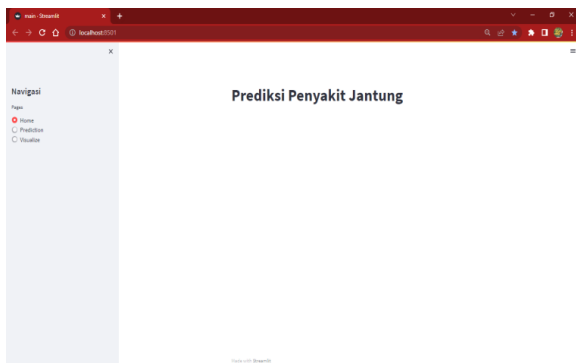 main · Streamlit
localhost:8501
Navigasi
Pages
Home
Prediction
Visualize
Prediksi Penyakit Jantung
Made with Streamlit